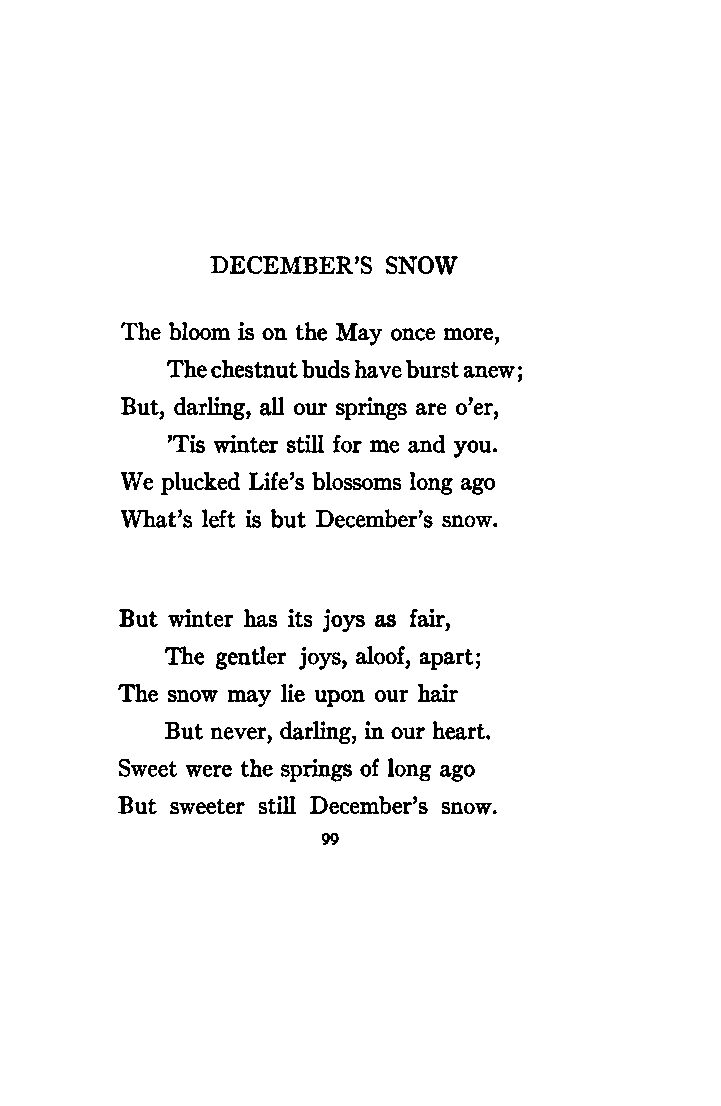 DECEMBER'S SNOW
The bloom is on the May once more,
The chestnut buds have burst anew;
But, darling, all our springs are o'er,
'Tis winter still for me and you.
We plucked Life's blossoms long ago
What's left is but December's snow.
But winter has its joys as fair,
The gentler joys, aloof, apart;
The snow may lie upon our hair
But never, darling, in our heart.
Sweet were the springs of long ago
But sweeter still December's snow.
99